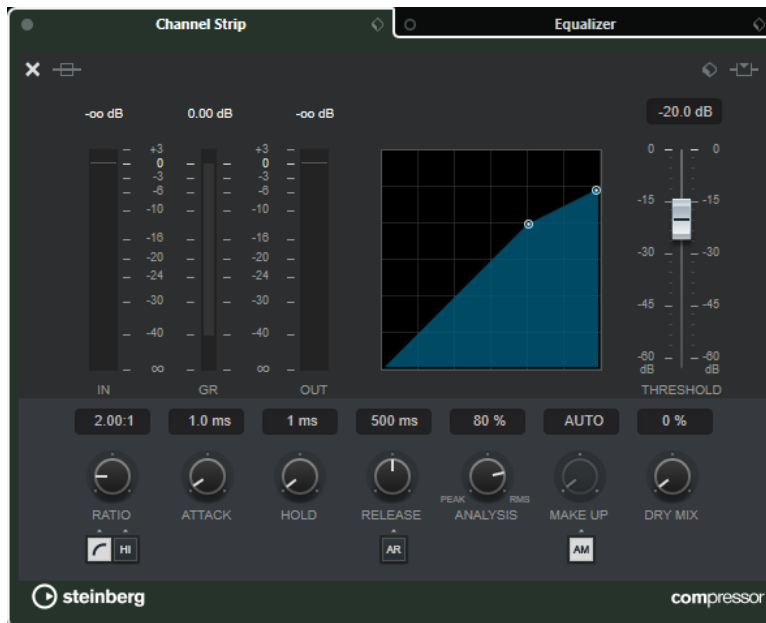 Channel Strip
Equalizer
-oo dB 0.00 dB -oo dB
-20.0 dB
+3 +3
0 0
-3 -3
-6 -6
-10 -10
-16 -16
-20 -20
-24 -24
-30 -30
-40 -40
oo oo
IN GR OUT
0 0
-15 -15
-30 -30
-45 -45
-60 -60
dB dB
THRESHOLD
2.00:1 1.0 ms 1 ms 500 ms 80 % AUTO 0 %
PEAK RMS
RATIO ATTACK HOLD RELEASE ANALYSIS MAKE UP DRY MIX
HI AR AM
steinberg
compressor